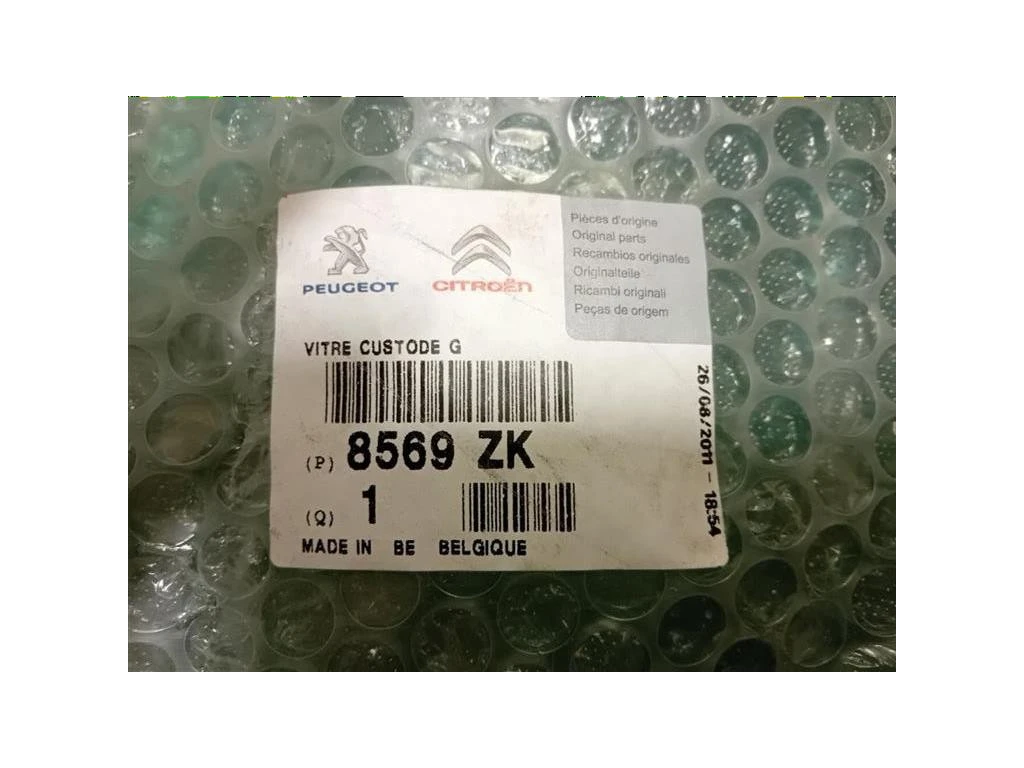 PEUGEOT CITROËN
Pièces d'origine
Original parts
Recambios originales
Originalteile
Ricambi originali
Peças de origem
VITRE CUSTODE G
(P) 8569 ZK
(Q) 1
MADE IN BE BELGIQUE
26/08/2011 - 18:54